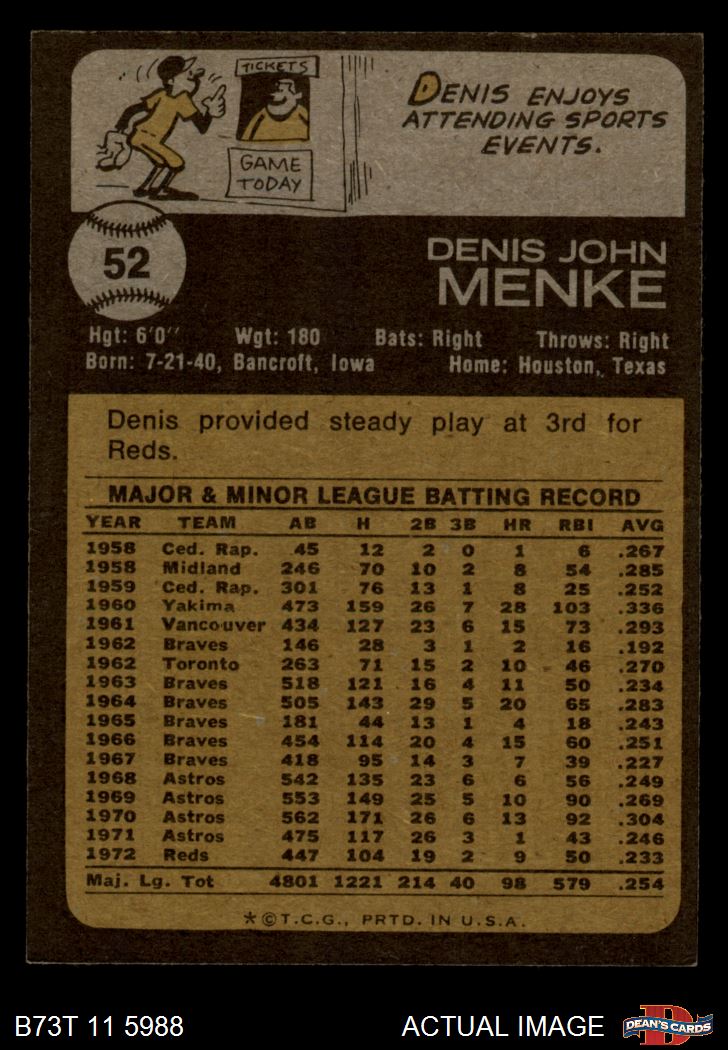 TICKETS
GAME
TODAY
DENIS ENJOYS
ATTENDING SPORTS
EVENTS.
52
DENIS JOHN
MENKE
Hgt: 6'0" Wgt: 180 Bats: Right Throws: Right
Born: 7-21-40, Bancroft, Iowa Home: Houston, Texas
Denis provided steady play at 3rd for
Reds.
MAJOR & MINOR LEAGUE BATTING RECORD
YEAR TEAM AB H 2B 3B HR RBI AVG
1958 Ced. Rap. 45 12 2 0 1 6 .267
1958 Midland 246 70 10 2 8 54 .285
1959 Ced. Rap. 301 76 13 1 8 25 .252
1960 Yakima 473 159 26 7 28 103 .336
1961 Vancouver 434 127 23 6 15 73 .293
1962 Braves 146 28 3 1 2 16 .192
1962 Toronto 263 71 15 2 10 46 .270
1963 Braves 518 121 16 4 11 50 .234
1964 Braves 505 143 29 5 20 65 .283
1965 Braves 181 44 13 1 4 18 .243
1966 Braves 454 114 20 4 15 60 .251
1967 Braves 418 95 14 3 7 39 .227
1968 Astros 542 135 23 6 6 56 .249
1969 Astros 553 149 25 5 10 90 .269
1970 Astros 562 171 26 6 13 92 .304
1971 Astros 475 117 26 3 1 43 .246
1972 Reds 447 104 19 2 9 50 .233
Maj. Lg. Tot 4801 1221 214 40 98 579 .254
*©T.C.G., PRTD. IN U.S.A.
B73T 11 5988 ACTUAL IMAGE
D
DEAN'S CARDS